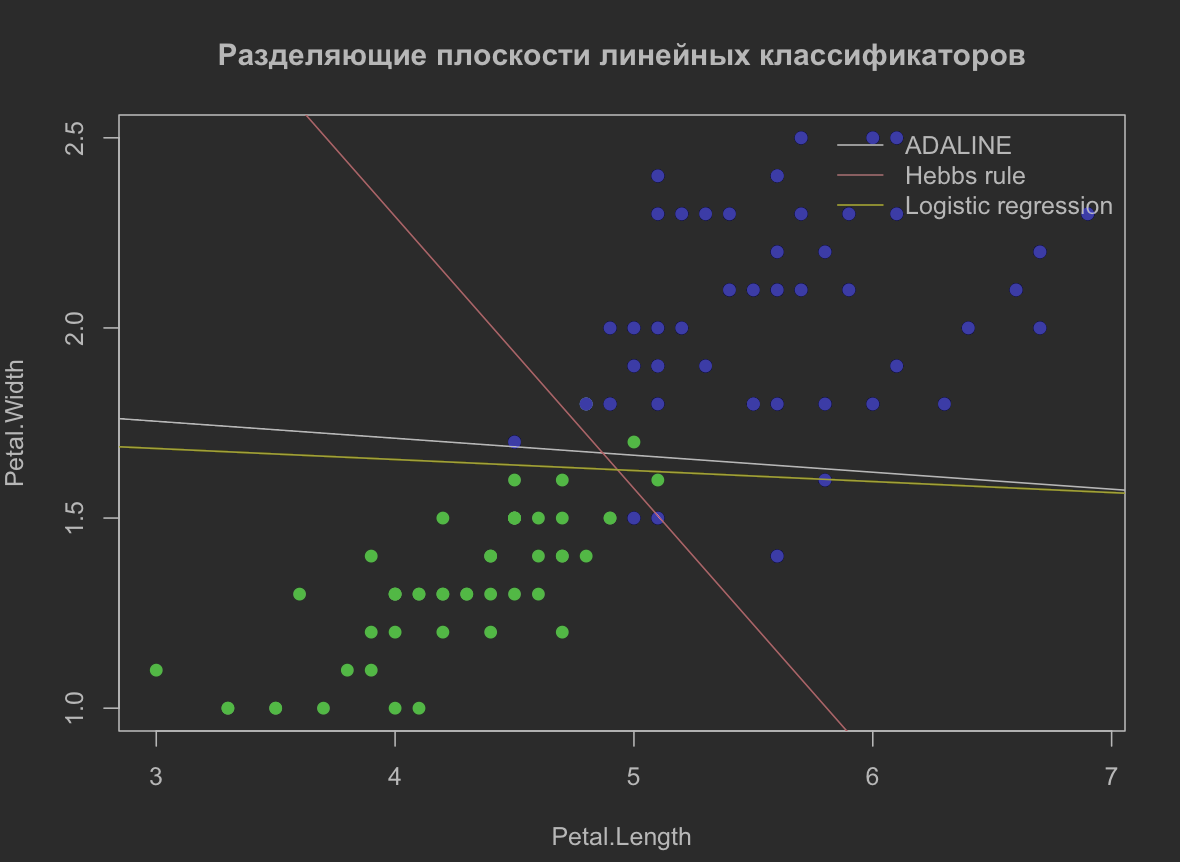 Разделяющие плоскости линейных классификаторов
ADALINE
Hebbs rule
Logistic regression
2.5
2.0
1.5
1.0
Petal.Width
3 4 5 6 7
Petal.Length